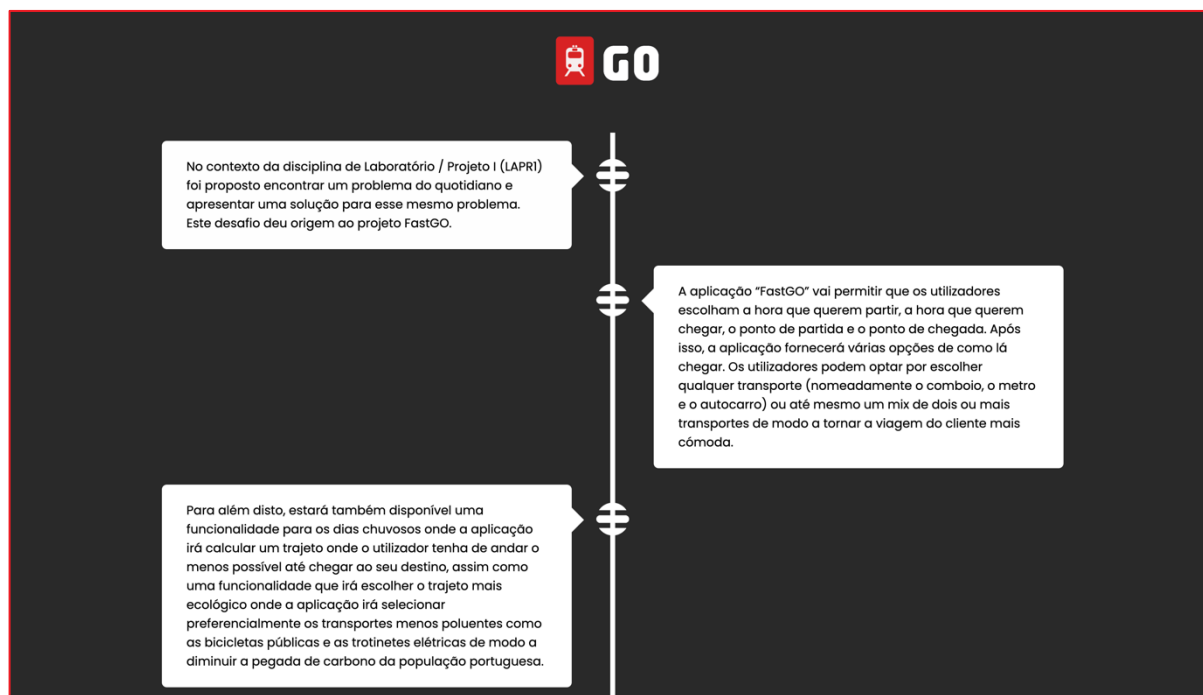 GO
No contexto da disciplina de Laboratório / Projeto I (LAPR1)
foi proposto encontrar um problema do quotidiano e
apresentar uma solução para esse mesmo problema.
Este desafio deu origem ao projeto FastGO.
A aplicação “FastGO” vai permitir que os utilizadores
escolham a hora que querem partir, a hora que querem
chegar, o ponto de partida e o ponto de chegada. Após
isso, a aplicação fornecerá várias opções de como lá
chegar. Os utilizadores podem optar por escolher
qualquer transporte (nomeadamente o comboio, o metro
e o autocarro) ou até mesmo um mix de dois ou mais
transportes de modo a tornar a viagem do cliente mais
cómoda.
Para além disto, estará também disponível uma
funcionalidade para os dias chuvosos onde a aplicação
irá calcular um trajeto onde o utilizador tenha de andar o
menos possível até chegar ao seu destino, assim como
uma funcionalidade que irá escolher o trajeto mais
ecológico onde a aplicação irá selecionar
preferencialmente os transportes menos poluentes como
as bicicletas públicas e as trotinetes elétricas de modo a
diminuir a pegada de carbono da população portuguesa.